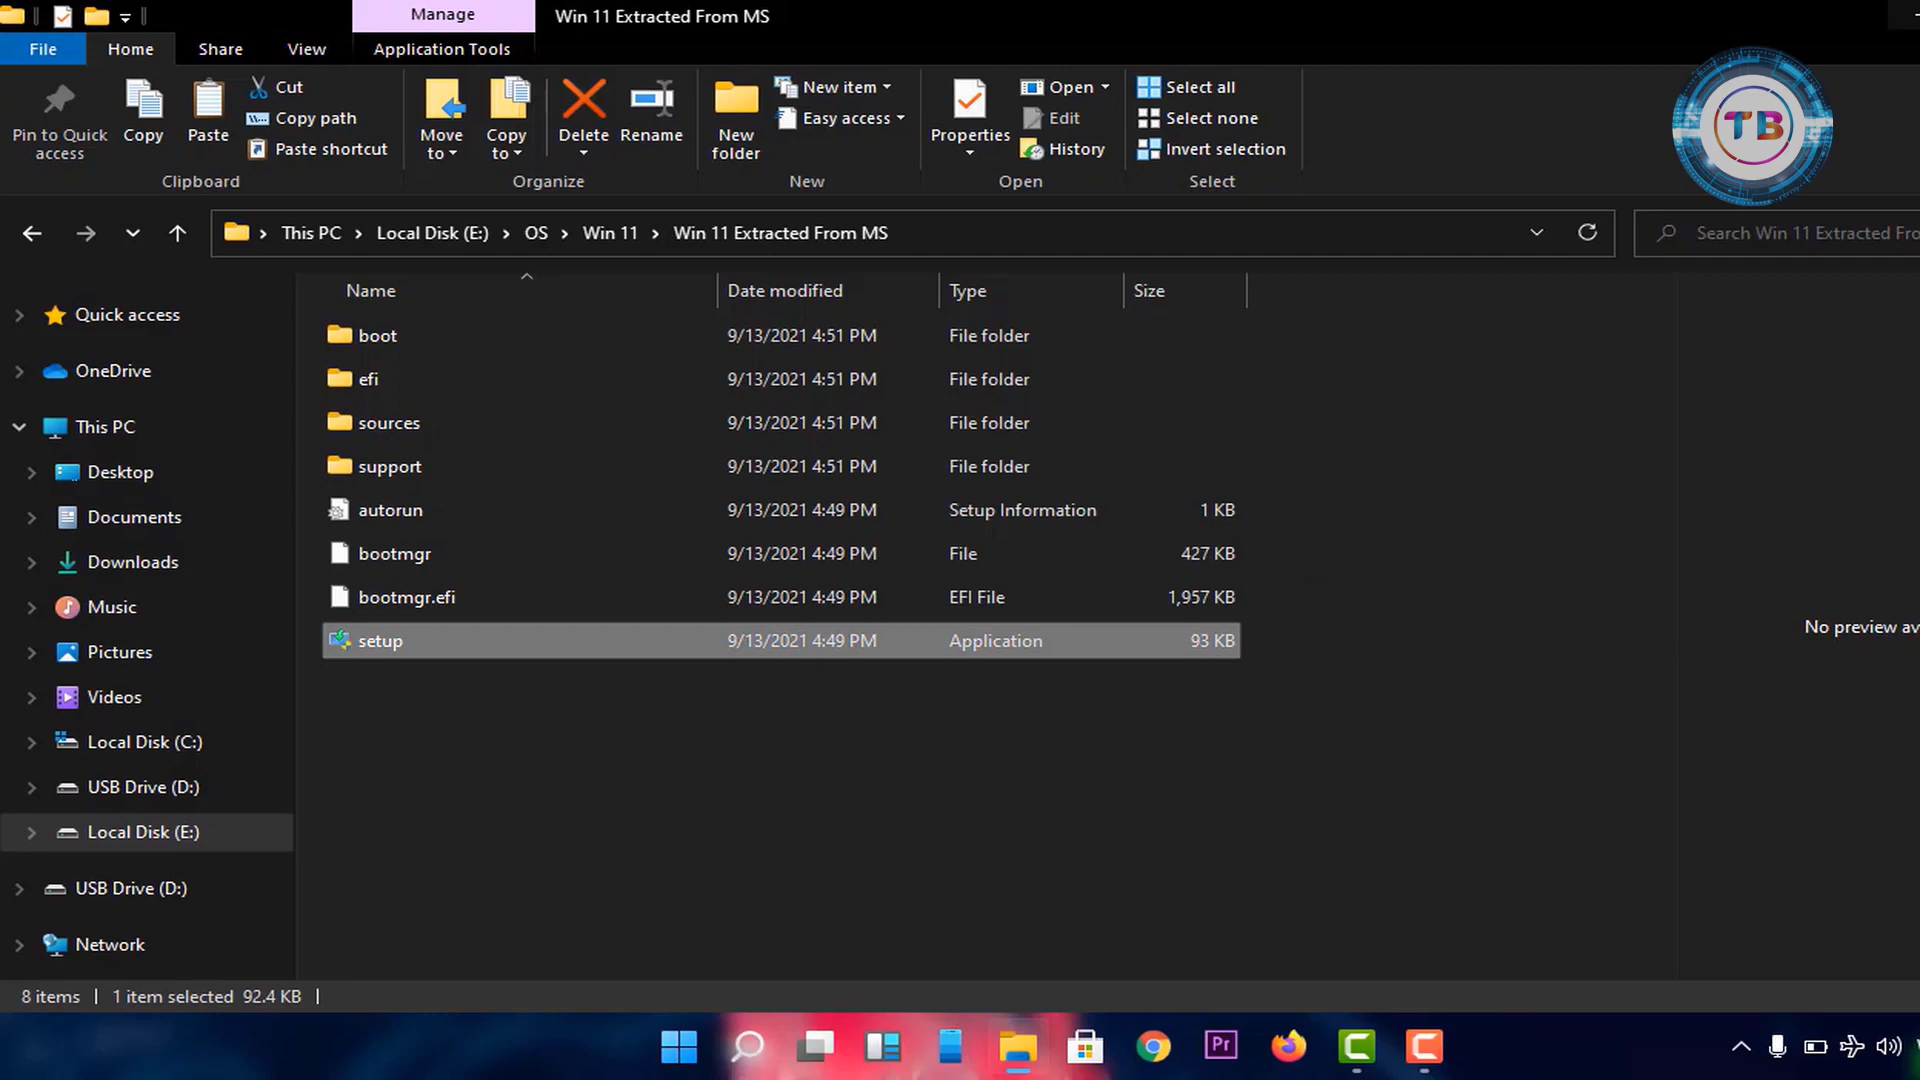 Manage
Win 11 Extracted From MS
File
Home
Share
View
Application Tools
Pin to Quick access
Copy
Paste
Cut
Copy path
Paste shortcut
Clipboard
Move to
Copy to
Delete
Rename
Organize
New folder
New item
Easy access
New
Properties
Open
Edit
History
Open
Select all
Select none
Invert selection
Select
TB
This PC > Local Disk (E:) > OS > Win 11 > Win 11 Extracted From MS
Search Win 11 Extracted Fro
Name Date modified Type Size
Quick access
OneDrive
This PC
Desktop
Documents
Downloads
Music
Pictures
Videos
Local Disk (C:)
USB Drive (D:)
Local Disk (E:)
USB Drive (D:)
Network
boot 9/13/2021 4:51 PM File folder
efi 9/13/2021 4:51 PM File folder
sources 9/13/2021 4:51 PM File folder
support 9/13/2021 4:51 PM File folder
autorun 9/13/2021 4:49 PM Setup Information 1 KB
bootmgr 9/13/2021 4:49 PM File 427 KB
bootmgr.efi 9/13/2021 4:49 PM EFI File 1,957 KB
setup 9/13/2021 4:49 PM Application 93 KB
No preview av
8 items | 1 item selected 92.4 KB |
Pr